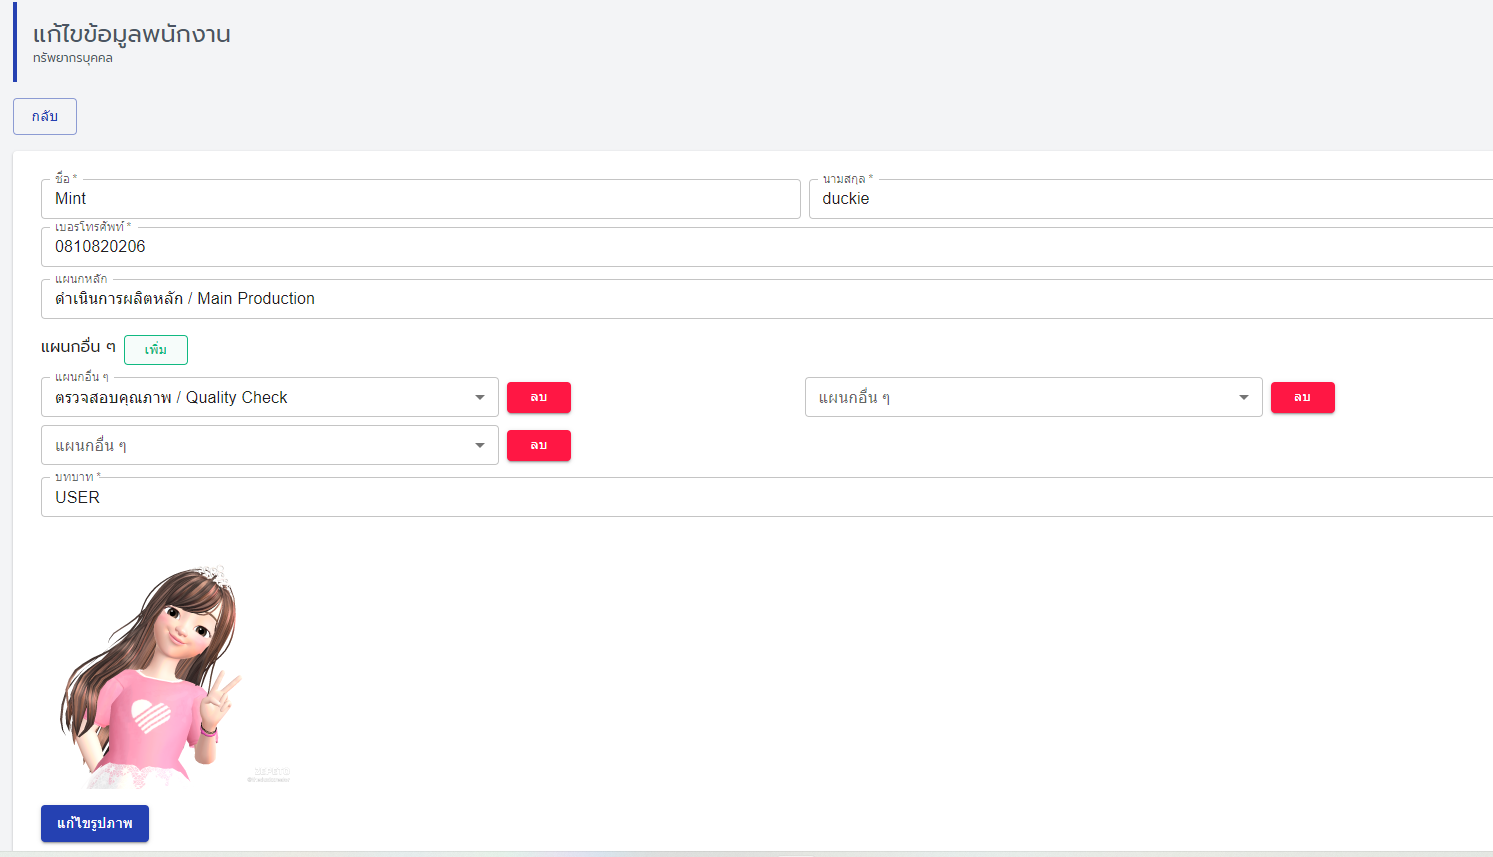 แก้ไขข้อมูลพนักงาน
ทรัพยากรบุคคล
กลับ
ชื่อ *
Mint
นามสกุล *
duckie
เบอร์โทรศัพท์ *
0810820206
แผนกหลัก
ดำเนินการผลิตหลัก / Main Production
แผนกอื่น ๆ เพิ่ม
แผนกอื่น ๆ
ตรวจสอบคุณภาพ / Quality Check ลบ
แผนกอื่น ๆ ลบ
แผนกอื่น ๆ ลบ
บทบาท *
USER
แก้ไขรูปภาพ